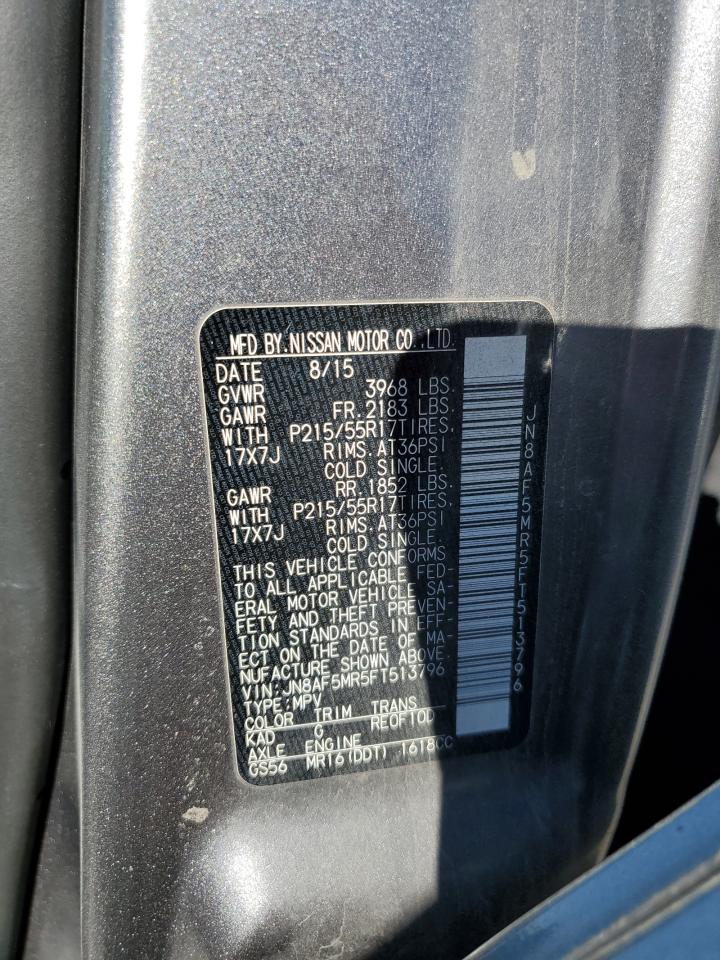 MFD BY.NISSAN MOTOR CO.,LTD.
DATE 8/15
GVWR 3968 LBS.
GAWR FR.2183 LBS.
WITH P215/55R17TIRES,
17X7J RIMS.AT36PSI
COLD SINGLE.
GAWR RR.1852 LBS.
WITH P215/55R17TIRES,
17X7J RIMS.AT36PSI
COLD SINGLE.
THIS VEHICLE CONFORMS
TO ALL APPLICABLE FED-
ERAL MOTOR VEHICLE SA-
FETY AND THEFT PREVEN-
TION STANDARDS IN EFF-
ECT ON THE DATE OF MA-
NUFACTURE SHOWN ABOVE.
VIN:JN8AF5MR5FT513796
TYPE:MPV
COLOR TRIM TRANS
KAD G RE0F10D
AXLE ENGINE
GS56 MR16(DDT) 1618CC
JN8AF5MR5FT513796